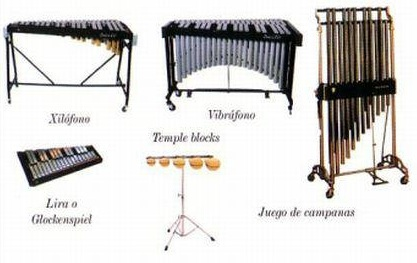 Xilófono
Vibráfono
Temple blocks
Lira o
Glockenspiel
Juego de campanas